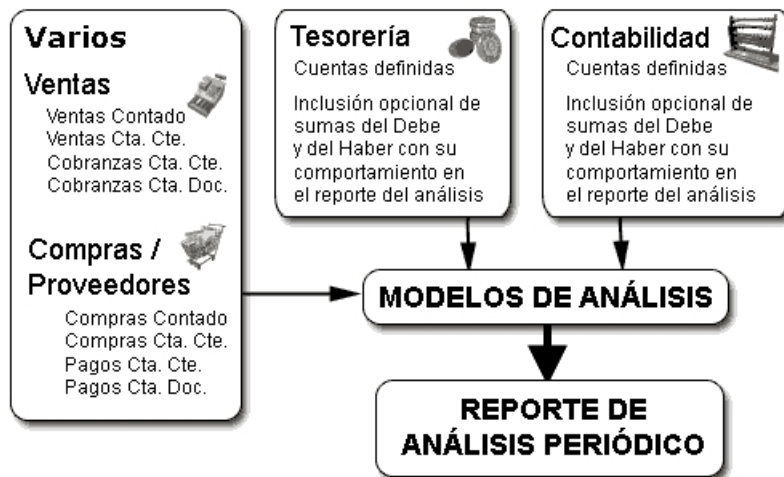 Varios
Ventas
Ventas Contado
Ventas Cta. Cte.
Cobranzas Cta. Cte.
Cobranzas Cta. Doc.
Compras /
Proveedores
Compras Contado
Compras Cta. Cte.
Pagos Cta. Cte.
Pagos Cta. Doc.
Tesorería
Cuentas definidas
Inclusión opcional de
sumas del Debe
y del Haber con su
comportamiento en
el reporte del análisis
Contabilidad
Cuentas definidas
Inclusión opcional de
sumas del Debe
y del Haber con su
comportamiento en
el reporte del análisis
MODELOS DE ANÁLISIS
REPORTE DE
ANÁLISIS PERIÓDICO